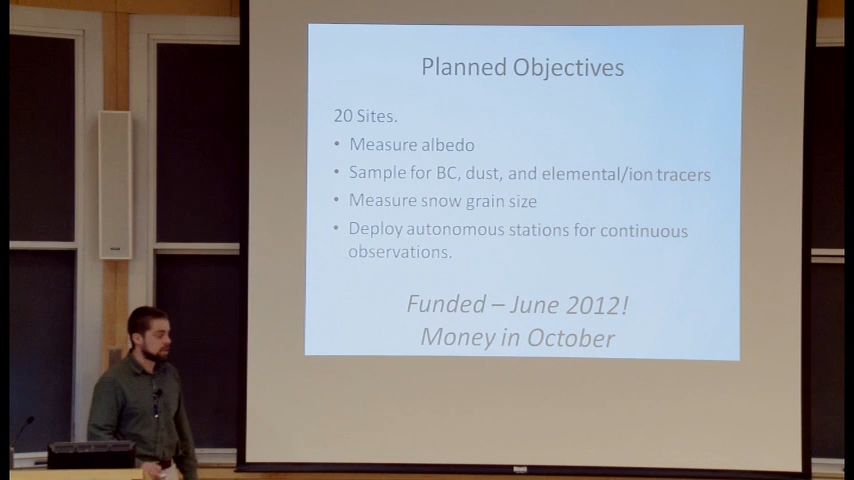 Planned Objectives
20 Sites.
• Measure albedo
• Sample for BC, dust, and elemental/ion tracers
• Measure snow grain size
• Deploy autonomous stations for continuous
observations.
Funded – June 2012!
Money in October